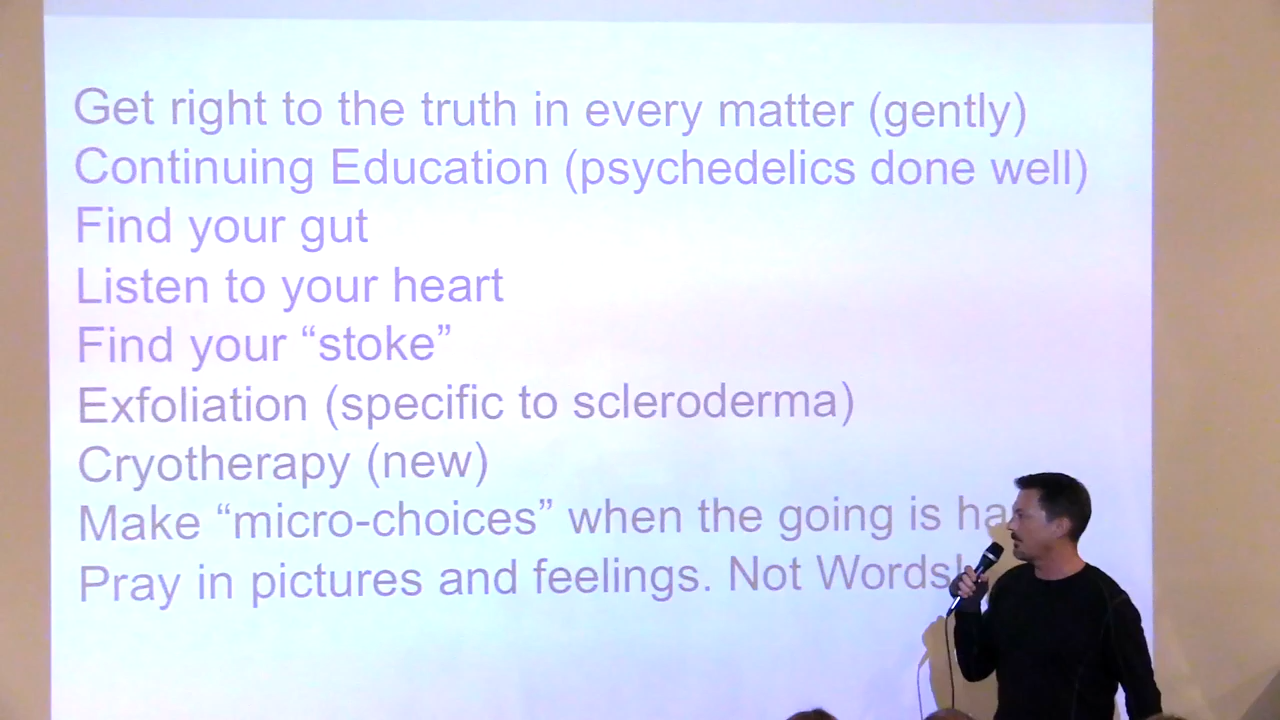 Get right to the truth in every matter (gently)
Continuing Education (psychedelics done well)
Find your gut
Listen to your heart
Find your “stoke”
Exfoliation (specific to scleroderma)
Cryotherapy (new)
Make “micro-choices” when the going is
Pray in pictures and feelings. Not Words!